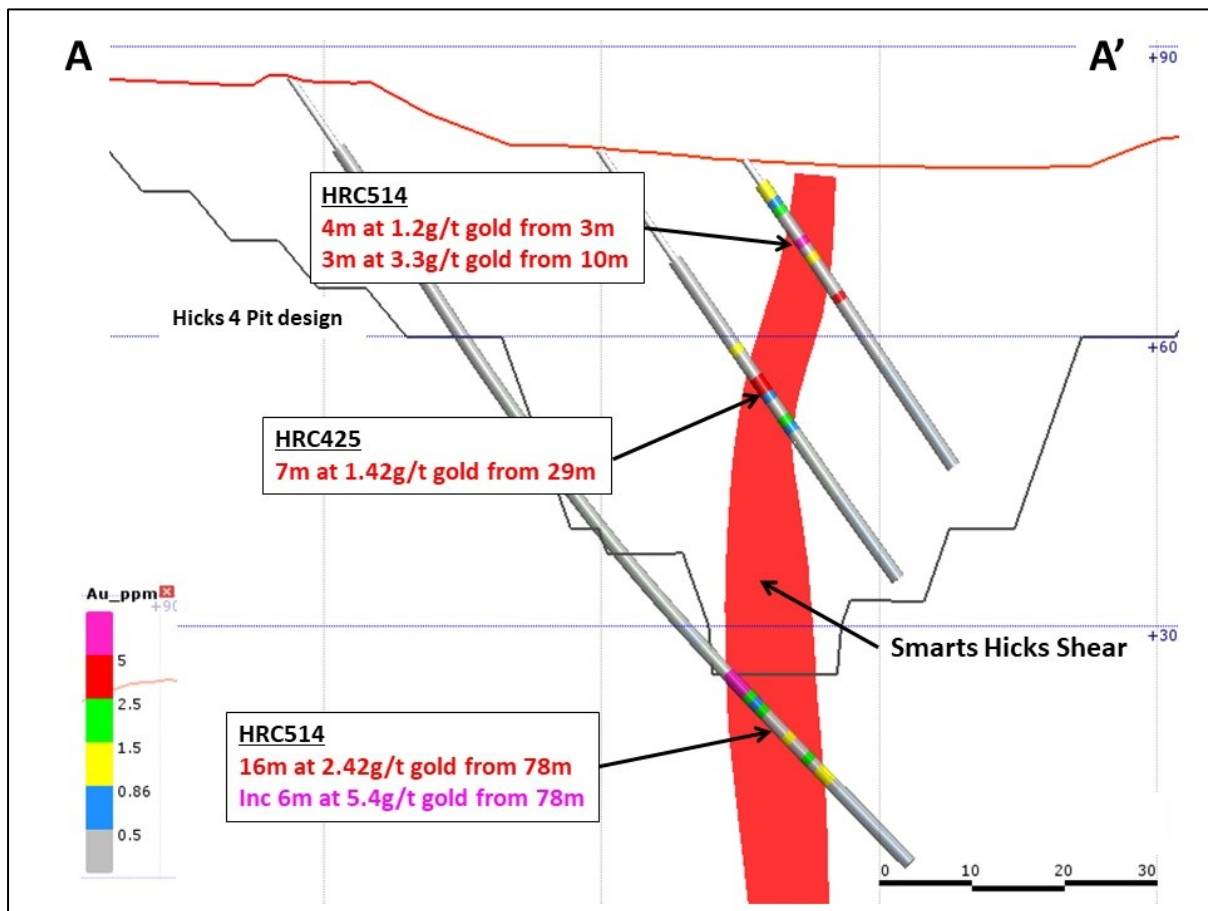 A
A'
+90
HRC514
4m at 1.2g/t gold from 3m
3m at 3.3g/t gold from 10m
Hicks 4 Pit design
+60
HRC425
7m at 1.42g/t gold from 29m
Au_ppm
+90
5
2.5
1.5
0.86
0.5
+30
Smarts Hicks Shear
HRC514
16m at 2.42g/t gold from 78m
Inc 6m at 5.4g/t gold from 78m
0 10 20 30